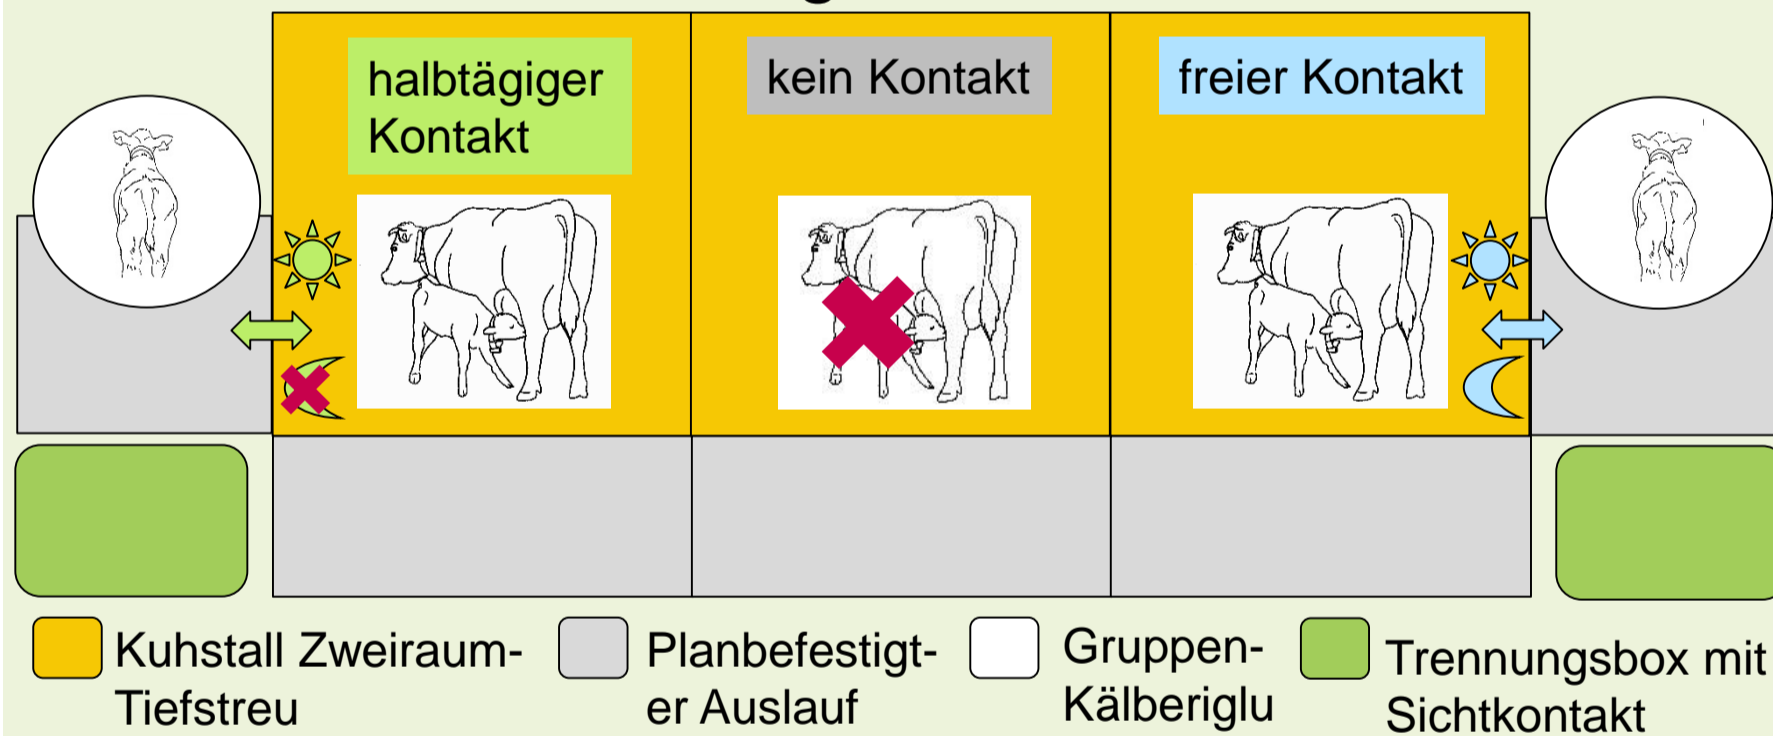 halbtägiger
Kontakt
kein Kontakt
freier Kontakt
Kuhstall Zweiraum-
Tiefstreu
Planbefestigt-
er Auslauf
Gruppen-
Kälberiglu
Trennungsbox mit
Sichtkontakt